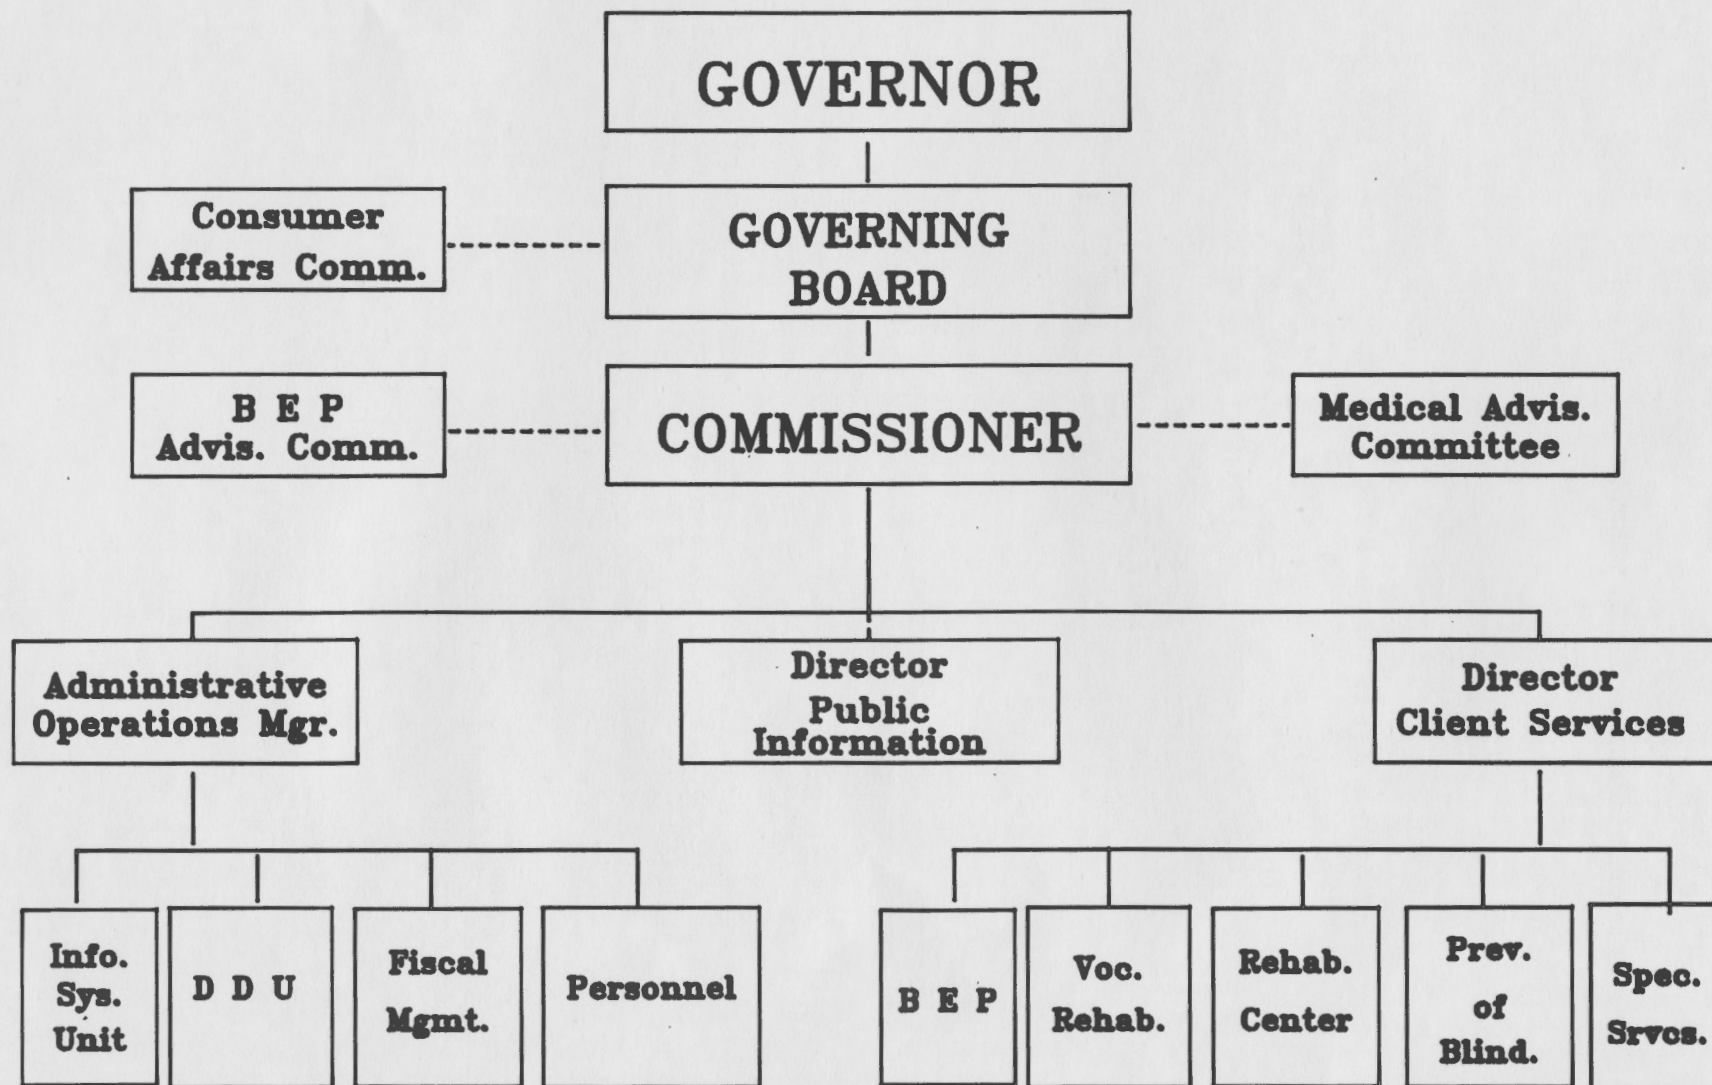 GOVERNOR
Consumer
Affairs Comm.
GOVERNING
BOARD
B E P
Advis. Comm.
COMMISSIONER
Medical Advis.
Committee
Administrative
Operations Mgr.
Director
Public
Information
Director
Client Services
Info.
Sys.
Unit
D D U
Fiscal
Mgmt.
Personnel
B E P
Voc.
Rehab.
Rehab.
Center
Prev.
of
Blind.
Spec.
Srvcs.